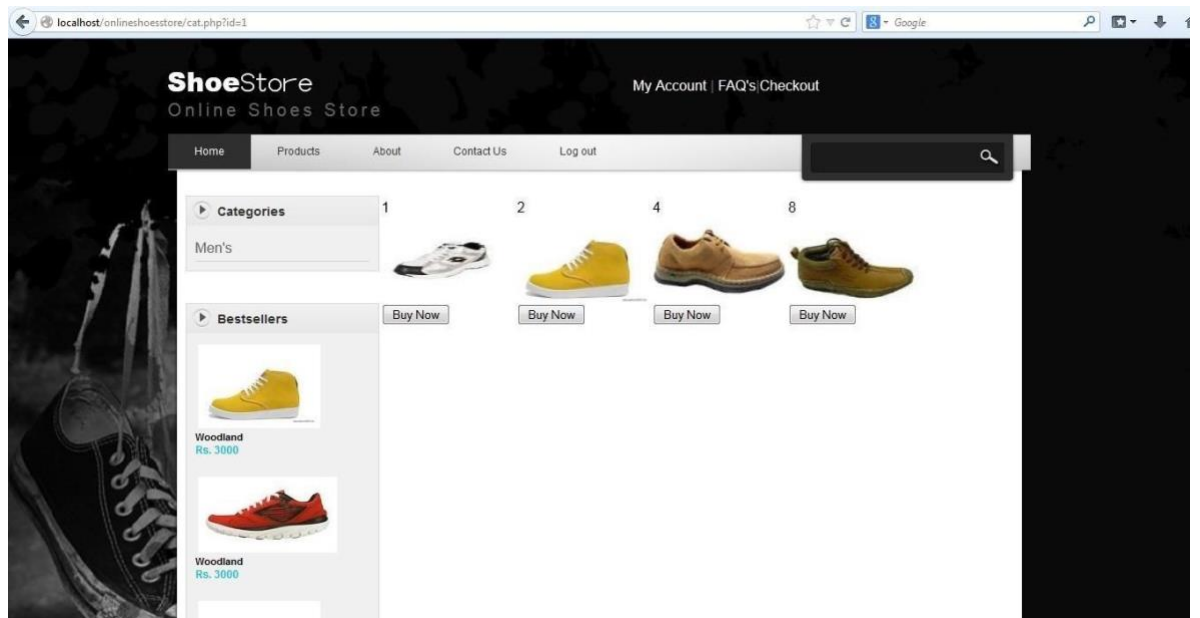 localhost/onlineshoesstore/cat.php?id=1
Google
ShoeStore
Online Shoes Store
My Account | FAQ's|Checkout
Home Products About Contact Us Log out
Categories
Men's
1 2 4 8
Buy Now Buy Now Buy Now Buy Now
Bestsellers
Woodland
Rs. 3000
Woodland
Rs. 3000